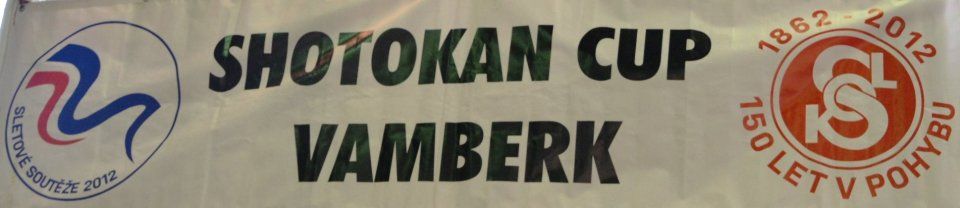 SHOTOKAN CUP
VAMBERK
SLETOVÉ SOUTĚŽE 2012
1862 - 2012
150 LET V POHYBU